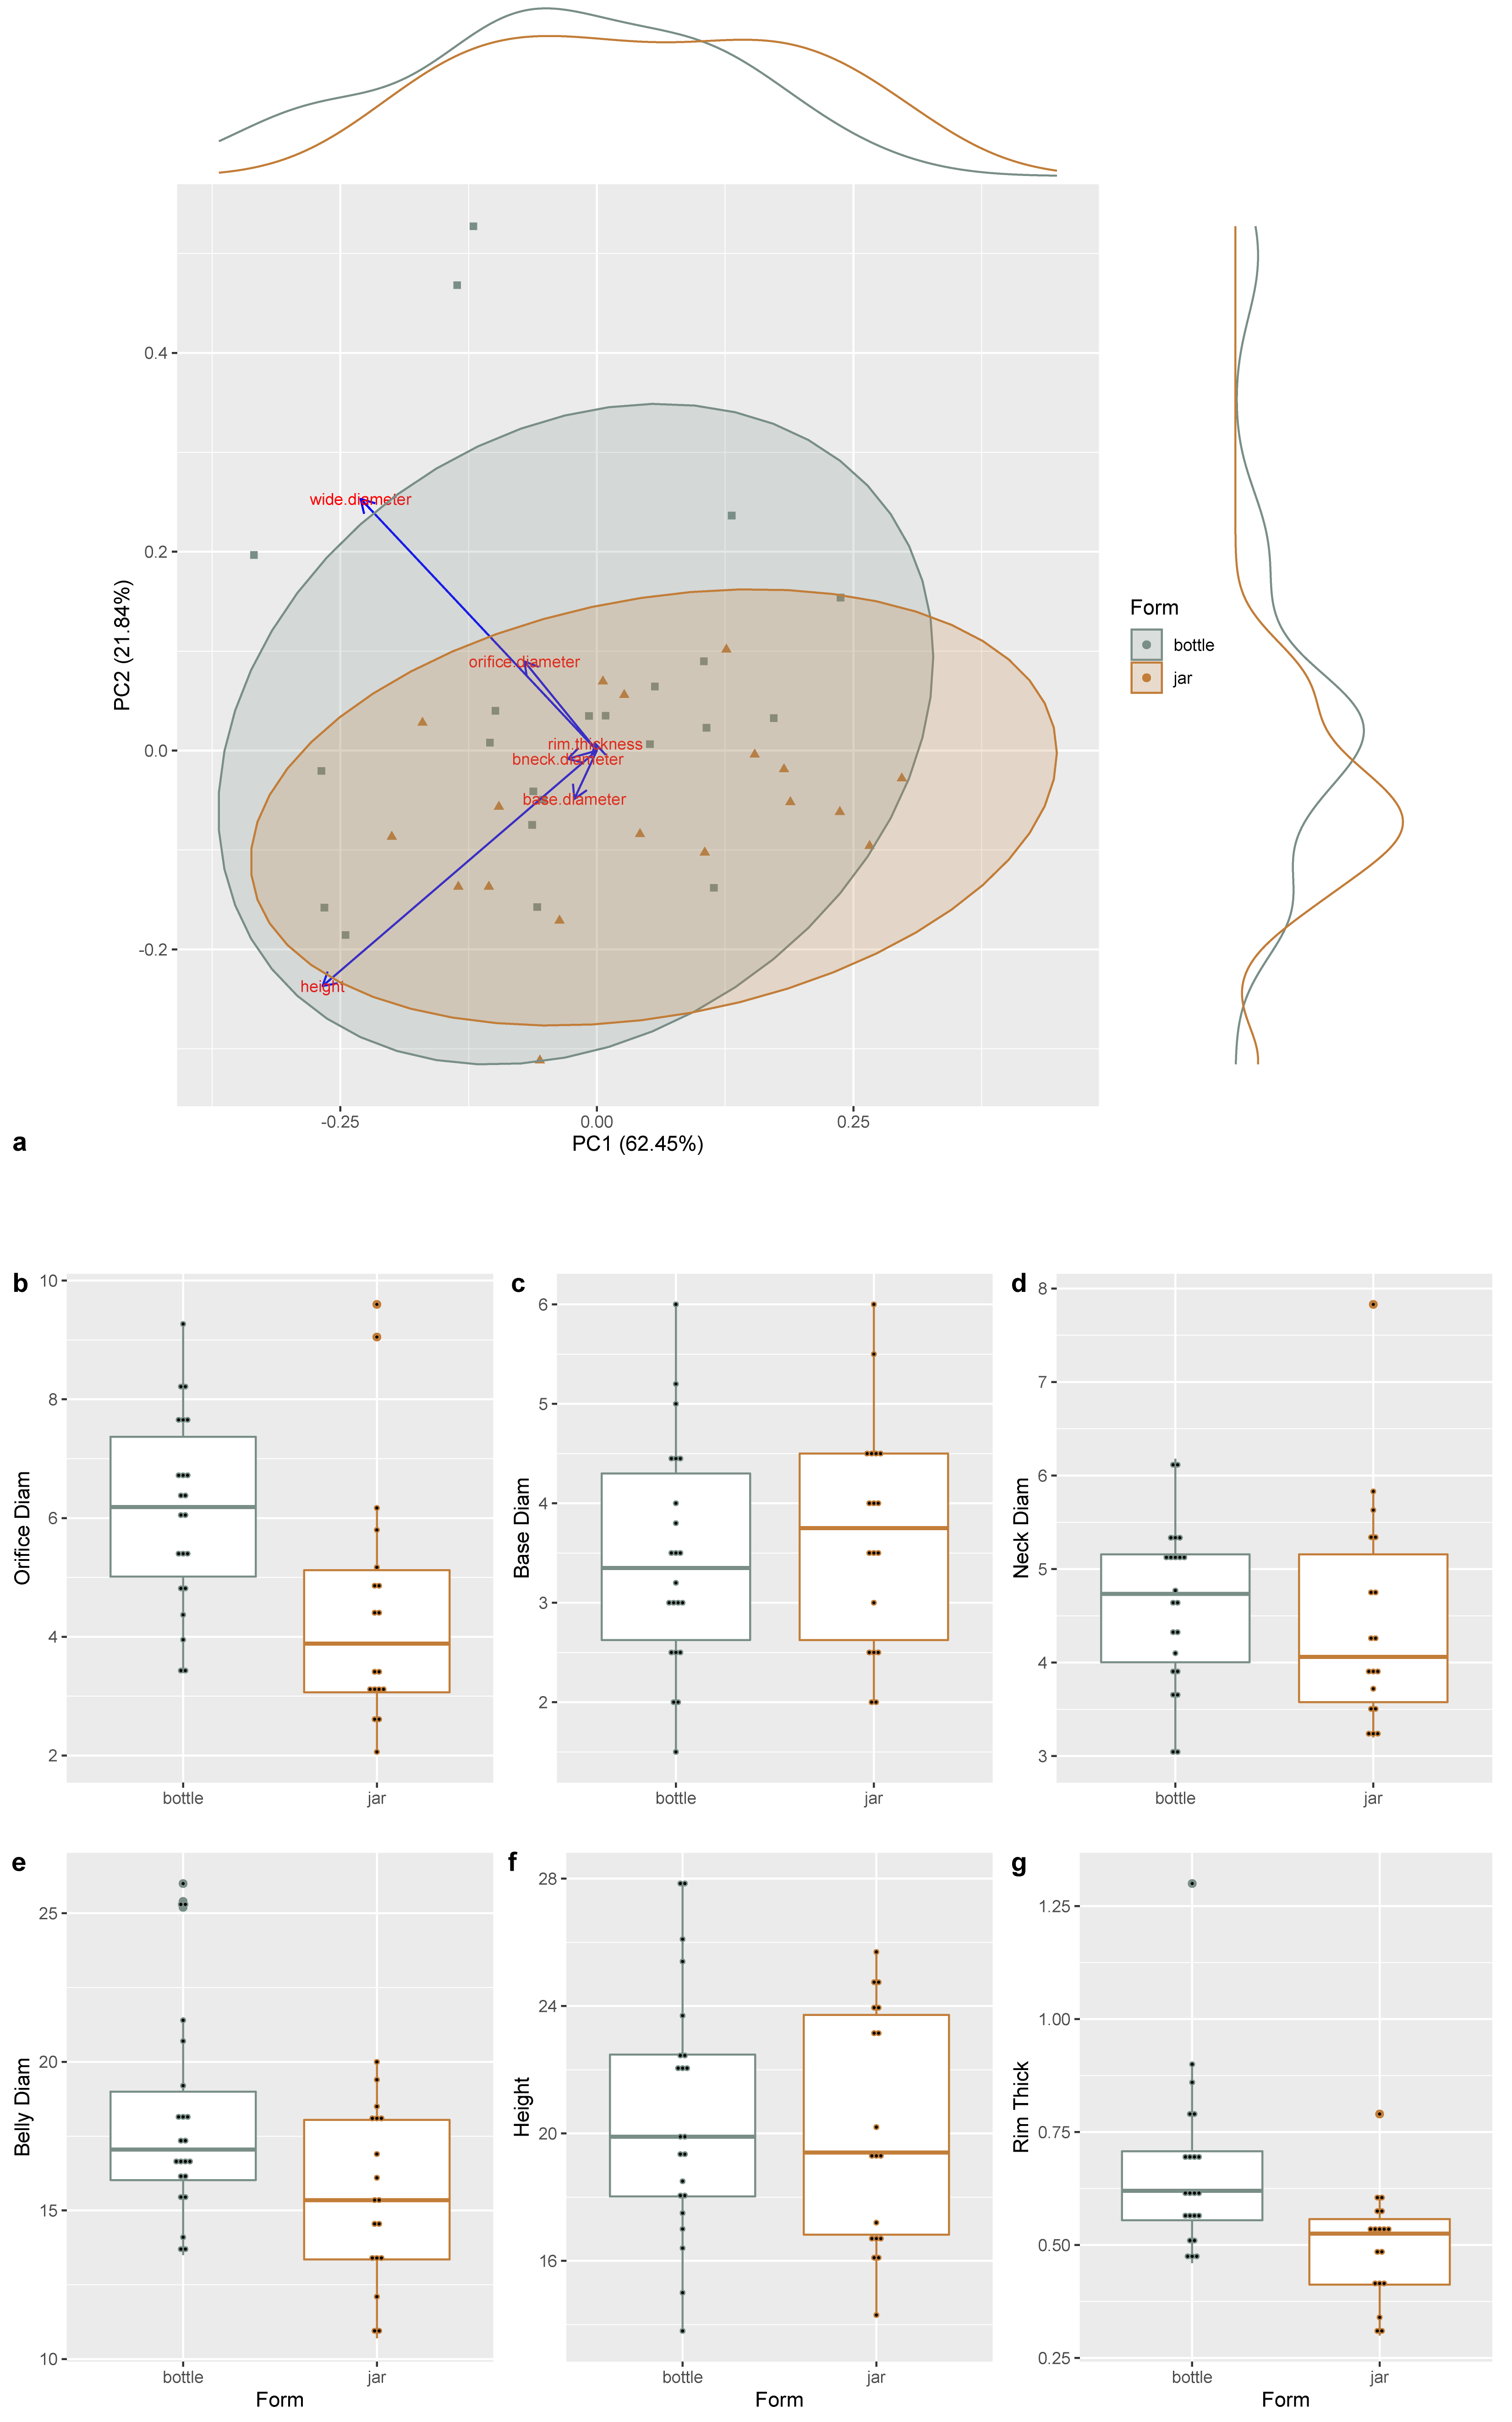 0.4
wide.diameter
0.2
orifice.diameter
PC2 (21.84%)
Form
bottle
jar
rim.thickness
0.0
bneck.diameter
base.diameter
-0.2
height
-0.25
0.00
0.25
PC1 (62.45%)
a
b
10
8
6
4
2
Orifice Diam
bottle
jar
c
6
5
4
3
2
Base Diam
bottle
jar
d
8
7
6
5
4
3
Neck Diam
bottle
jar
e
25
20
15
10
Belly Diam
bottle
jar
Form
f
28
24
20
16
Height
bottle
jar
Form
g
1.25
1.00
0.75
0.50
0.25
Rim Thick
bottle
jar
Form